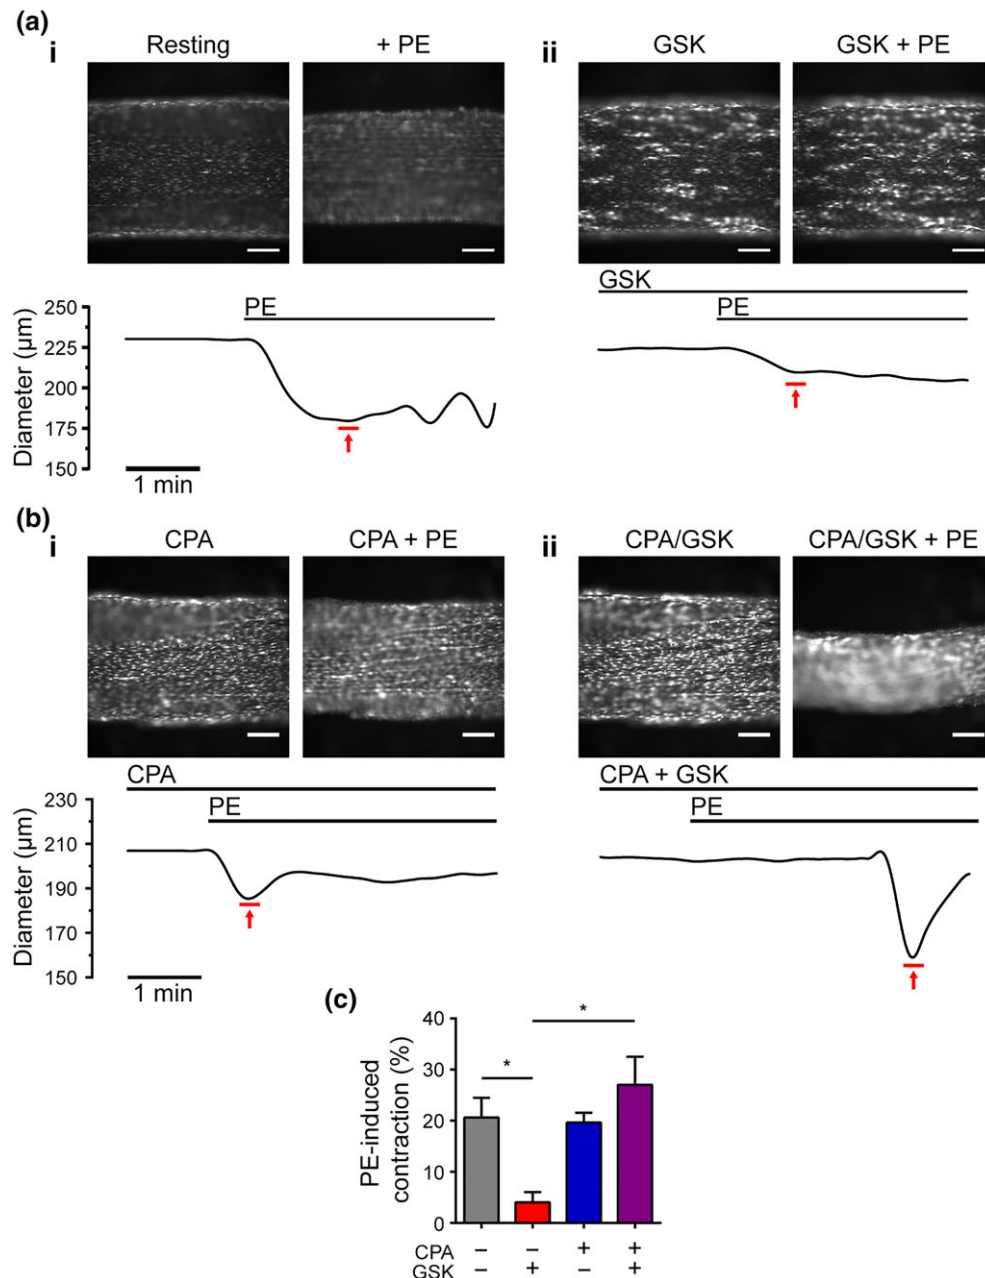 (a)
i
Resting
+ PE
ii
GSK
GSK + PE
GSK
PE
PE
Diameter (µm)
250
225
200
175
150
1 min
(b)
i
CPA
CPA + PE
ii
CPA/GSK
CPA/GSK + PE
CPA
CPA + GSK
PE
PE
Diameter (µm)
230
210
190
170
150
1 min
(c)
PE-induced
contraction (%)
40
30
20
10
0
*
*
CPA – – + +
GSK – + – +